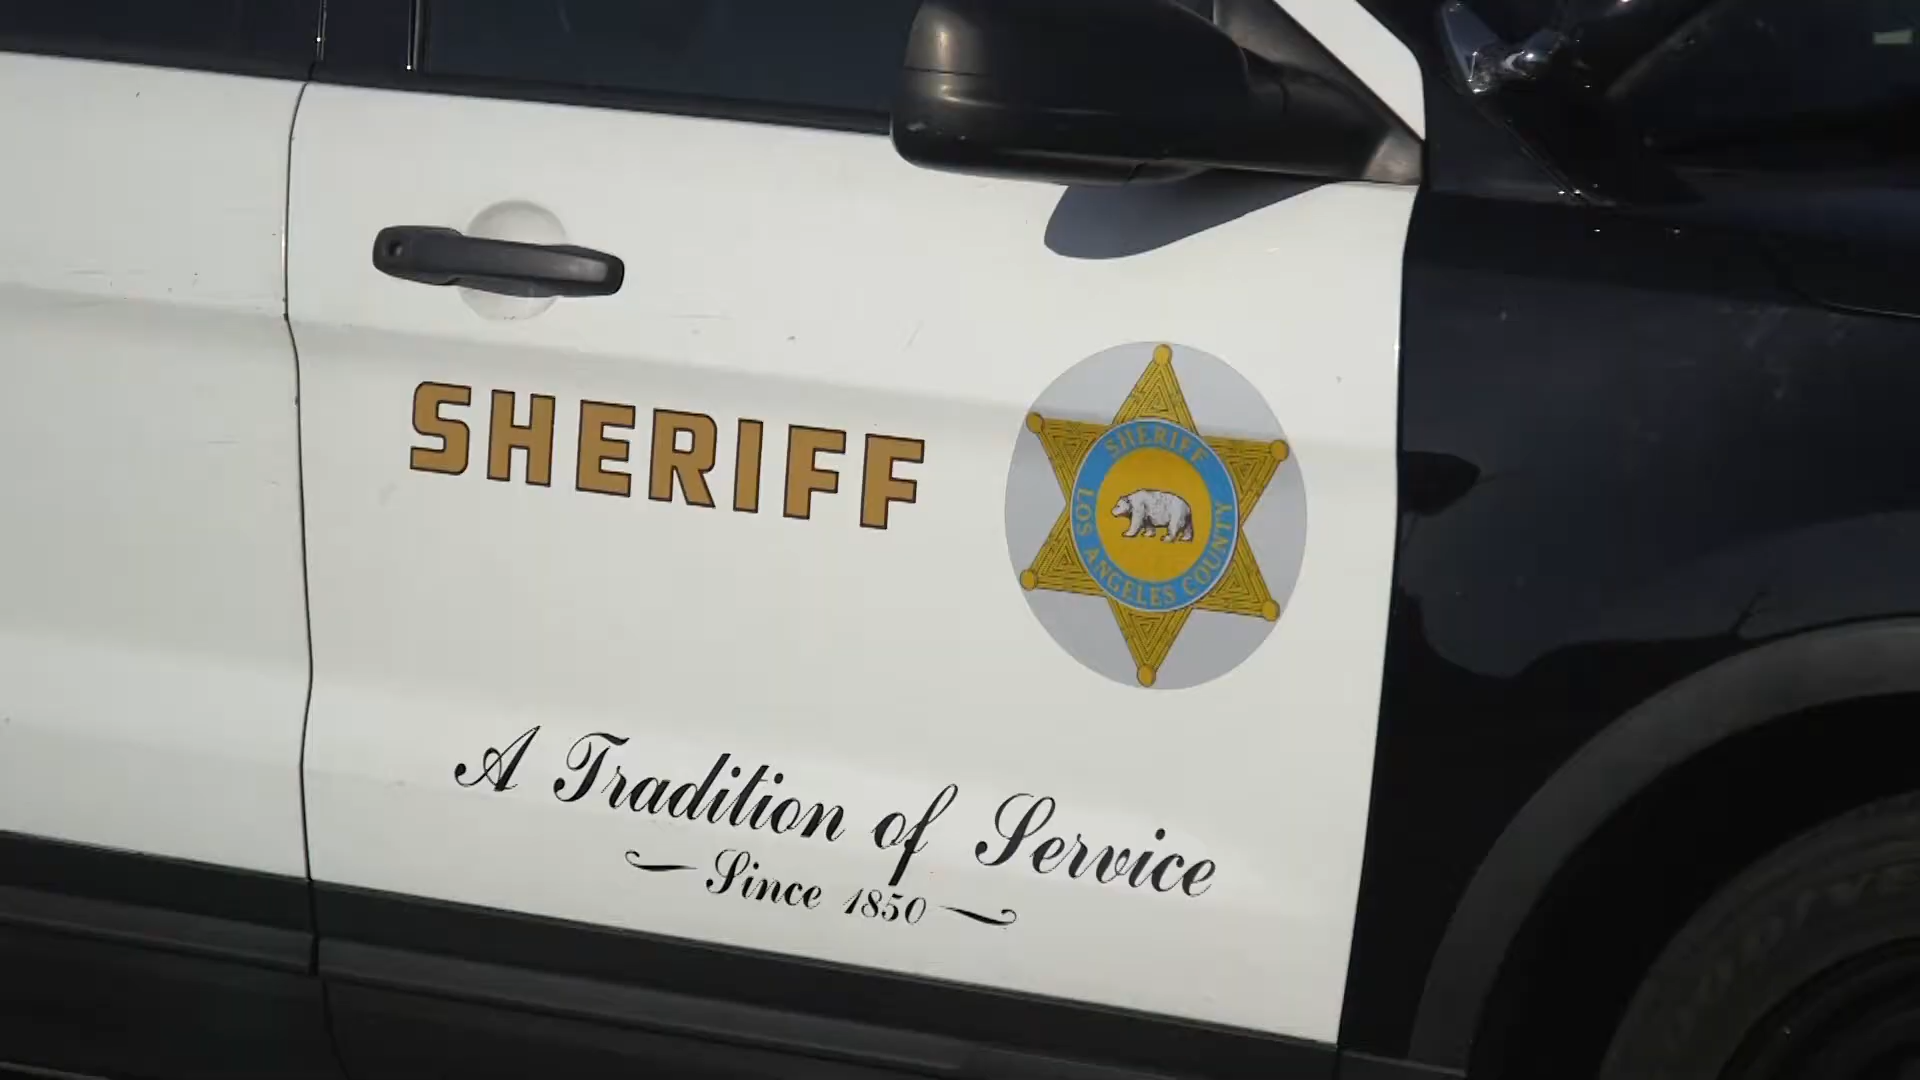 SHERIFF
SHERIFF
LOS ANGELES COUNTY
A Tradition of Service
Since 1850